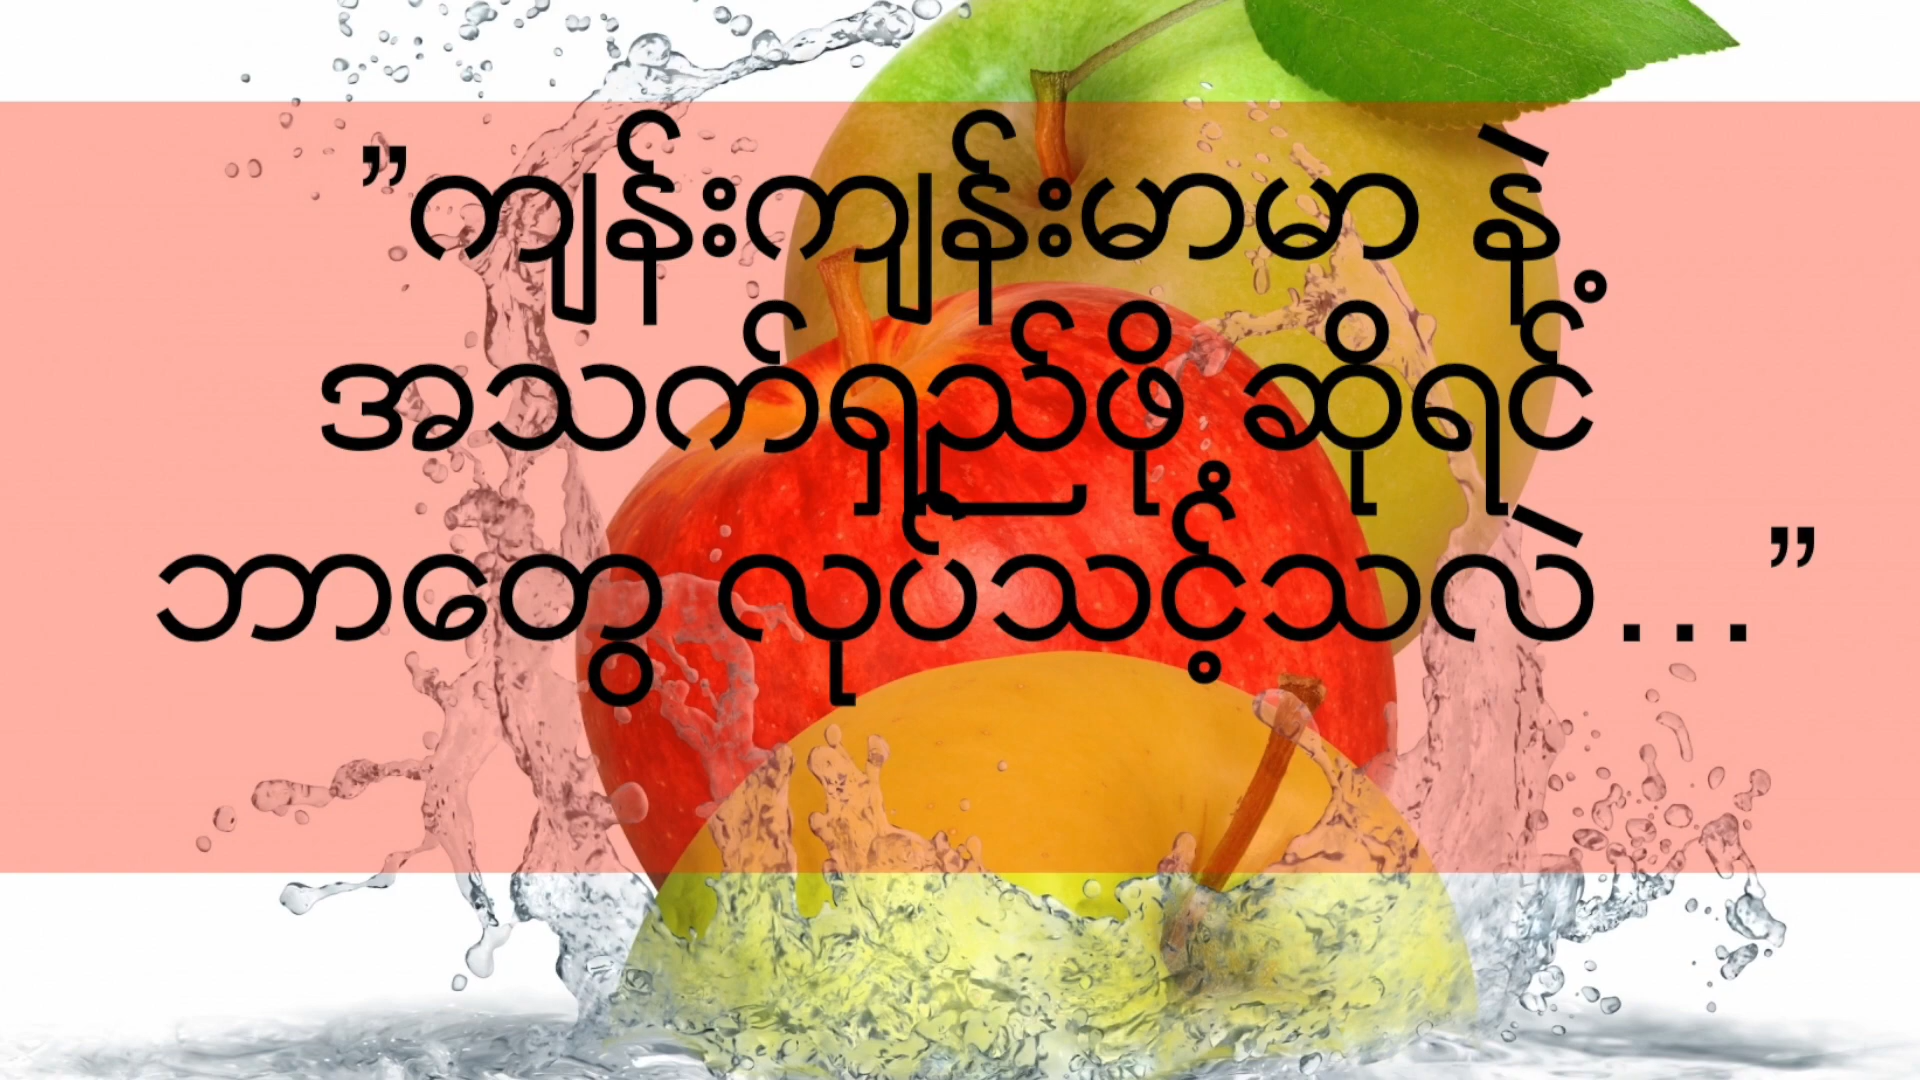 ”ကျန်းကျန်းမာမာ နဲ့
အသက်ရှည်ဖို့ ဆိုရင်
ဘာတွေ လုပ်သင့်သလဲ...”